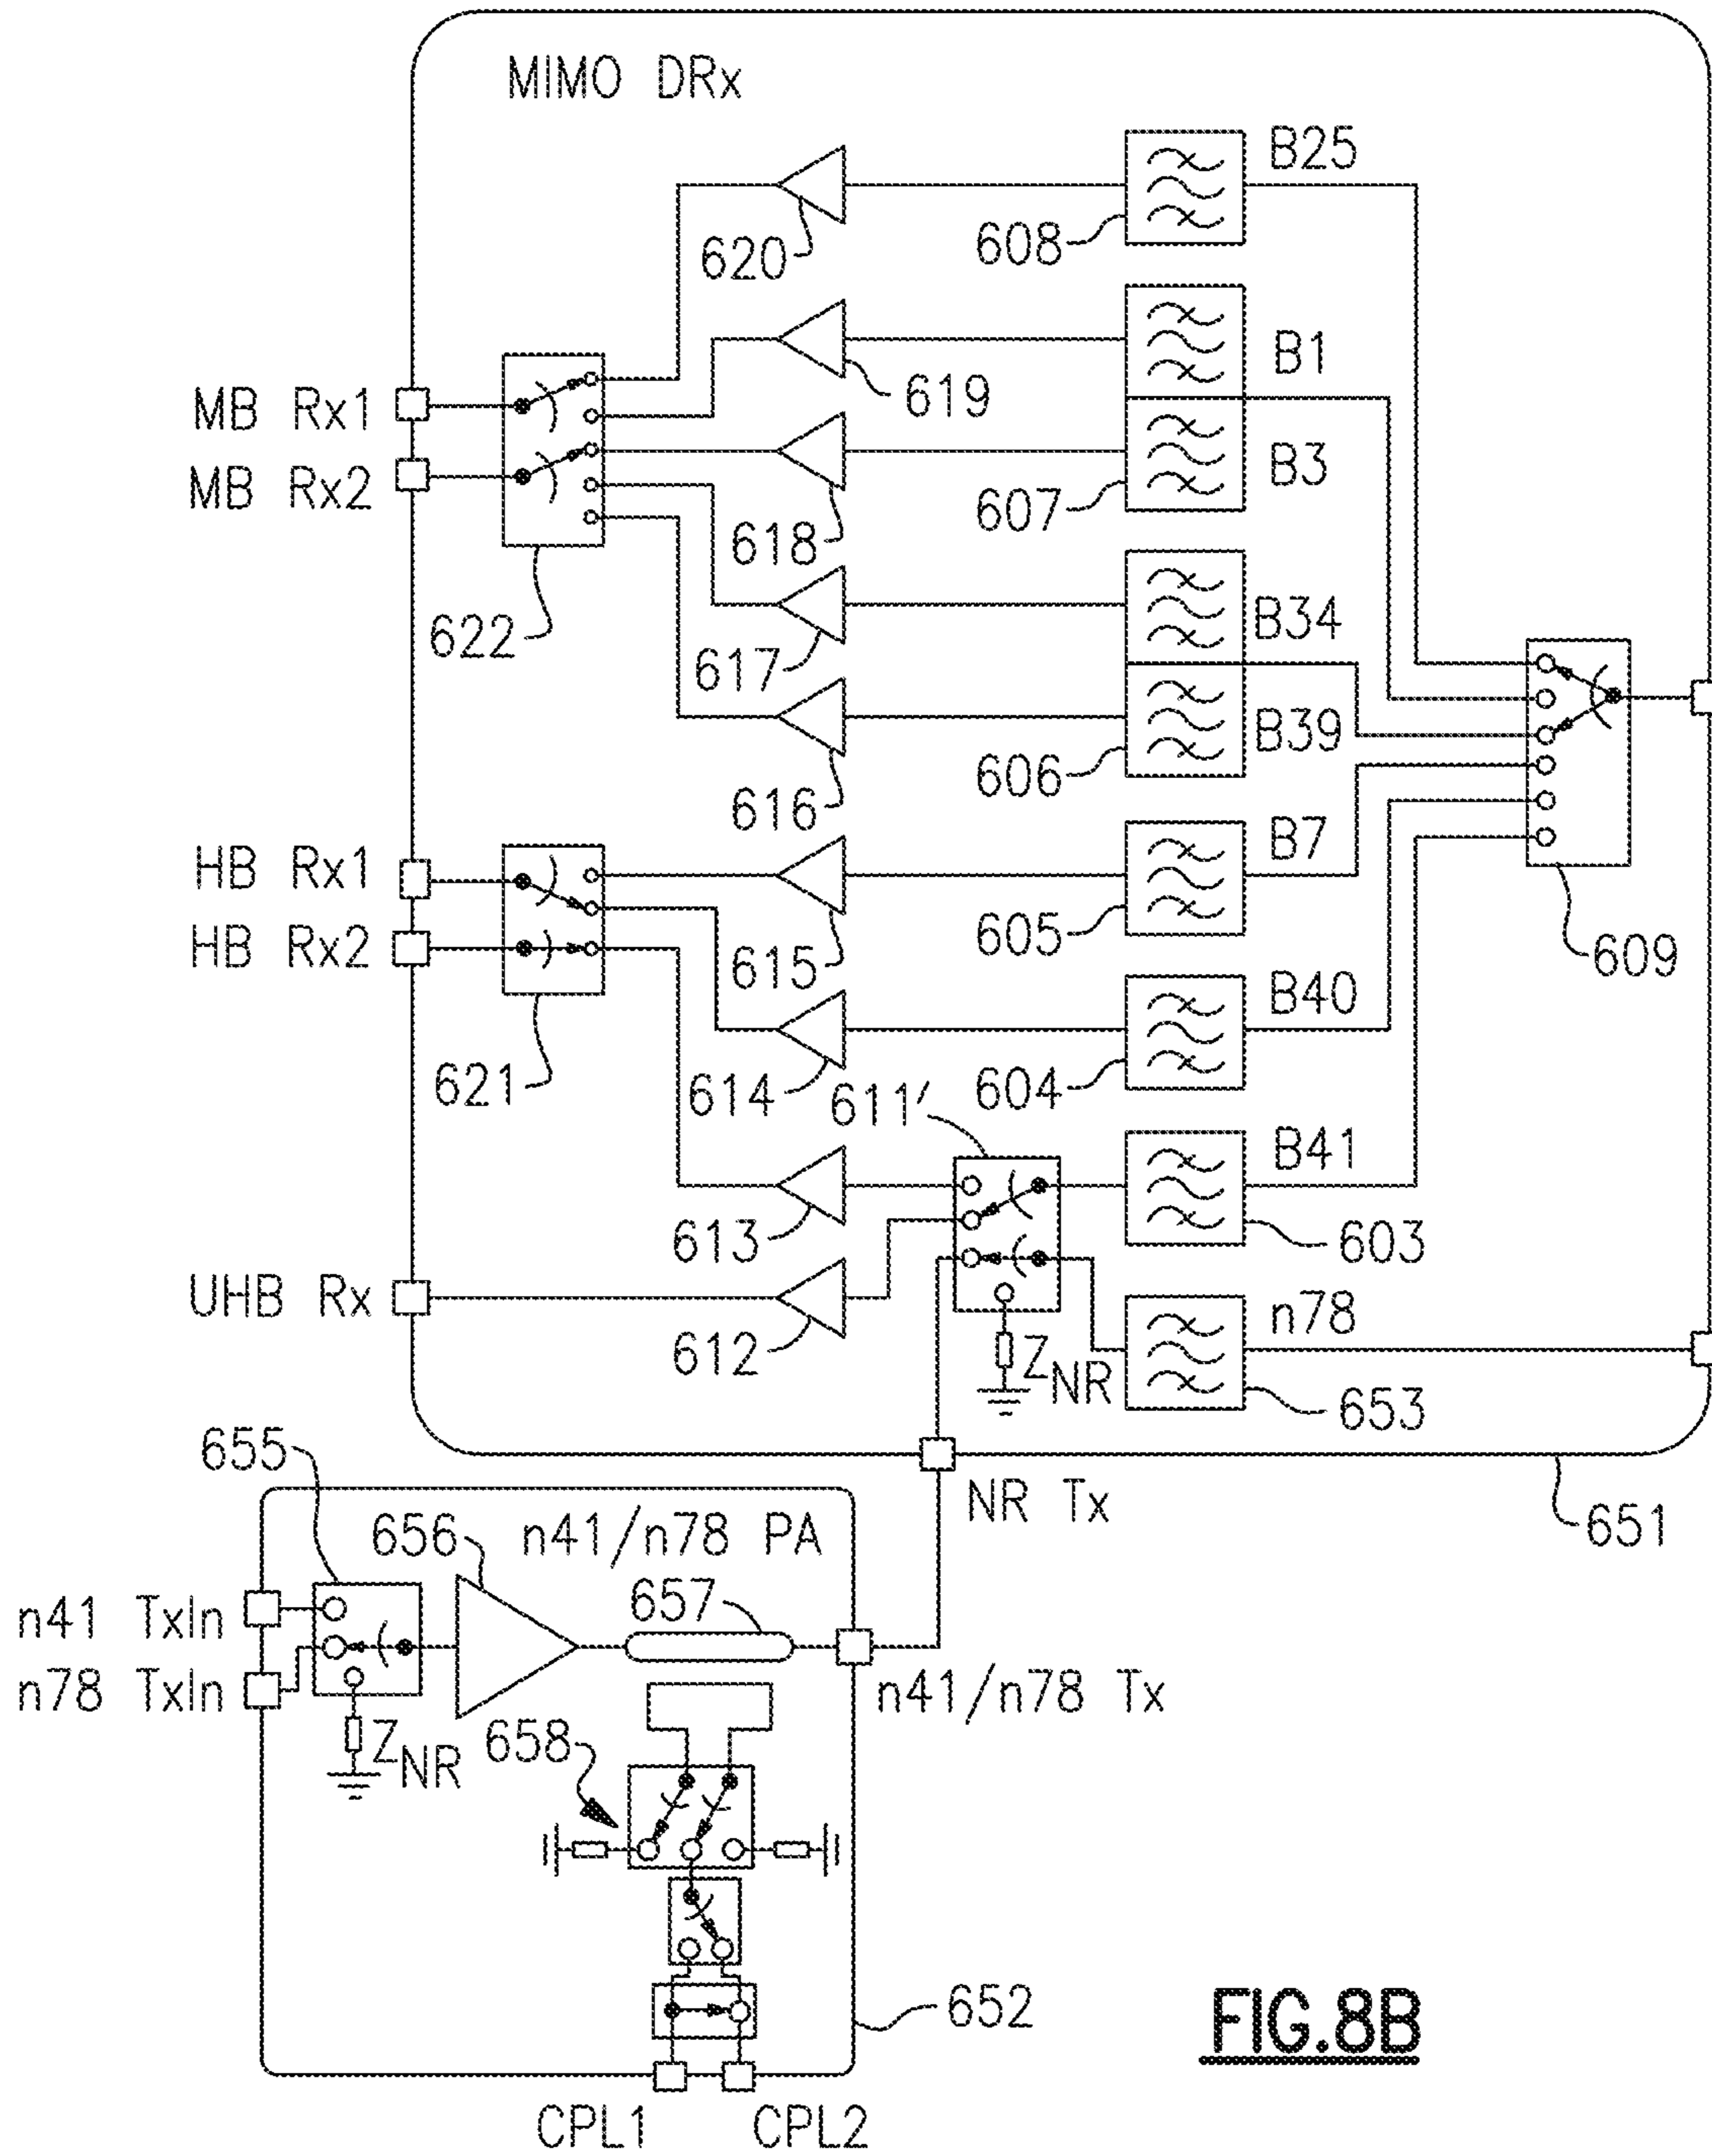 MIMO DRx
B25
620
608
B1
619
MB Rx1
B3
MB Rx2
607
618
B34
622
617
B39
606
616
B7
HB Rx1
605
609
HB Rx2
615
B40
621
614
604
611'
B41
613
603
UHB Rx
n78
612
ZNR
653
655
NR Tx
651
656
n41/n78 PA
657
n41 TxIn
n78 TxIn
n41/n78 Tx
658
ZNR
652
FIG.8B
CPL1
CPL2